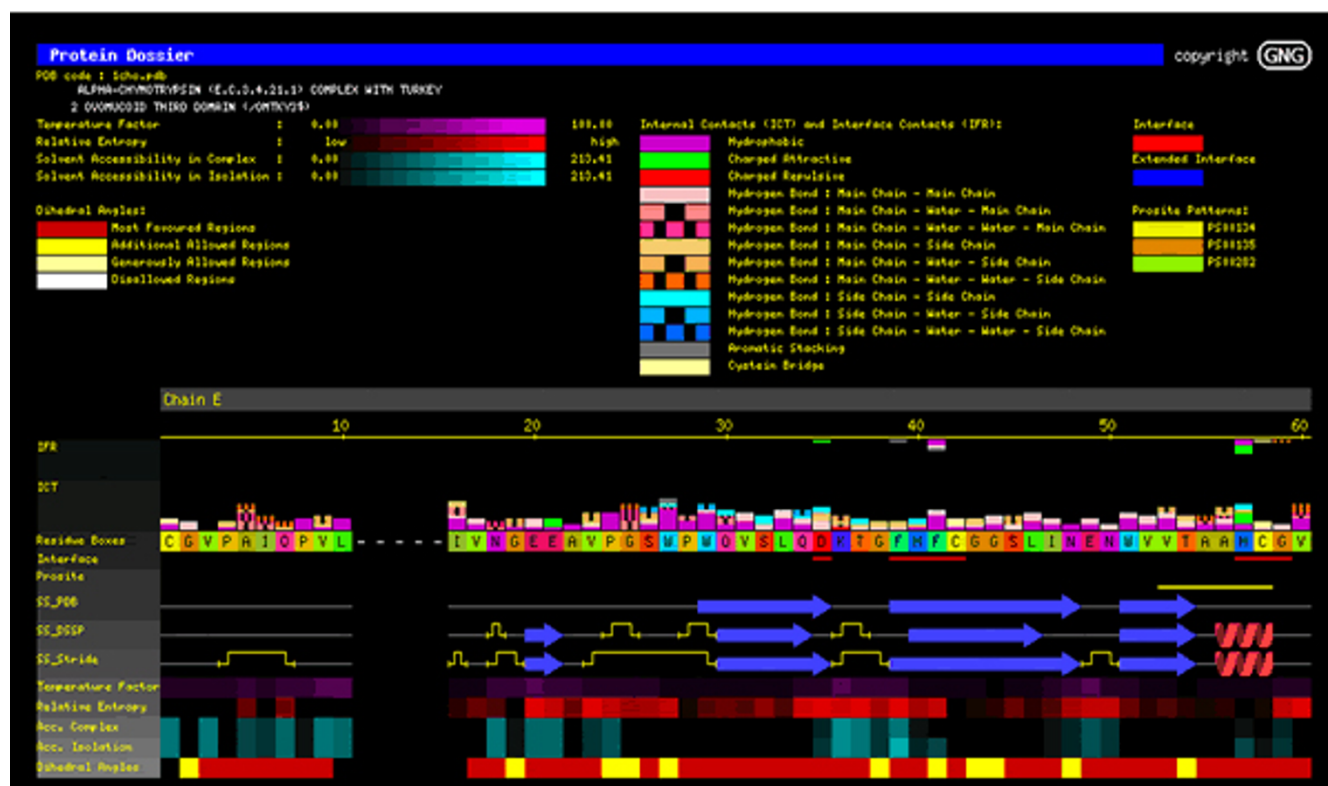 Protein Dossier
copyright GNG
PDB code : 1cho.pdb
ALPHA-CHYMOTRYPSIN (E.C.3.4.21.1) COMPLEX WITH TURKEY
2 OVOMUCOID THIRD DOMAIN (/OMTKY3$)
Temperature Factor : 0.00 100.00
Relative Entropy : low high
Solvent Accessibility in Complex : 0.00 213.41
Solvent Accessibility in Isolation : 0.00 213.41
Dihedral Angles:
Most Favoured Regions
Additional Allowed Regions
Generously Allowed Regions
Disallowed Regions
Internal Contacts (ICT) and Interface Contacts (IFR):
Hydrophobic
Charged Attractive
Charged Repulsive
Hydrogen Bond : Main Chain - Main Chain
Hydrogen Bond : Main Chain - Water - Main Chain
Hydrogen Bond : Main Chain - Water - Water - Main Chain
Hydrogen Bond : Main Chain - Side Chain
Hydrogen Bond : Main Chain - Water - Side Chain
Hydrogen Bond : Main Chain - Water - Water - Side Chain
Hydrogen Bond : Side Chain - Side Chain
Hydrogen Bond : Side Chain - Water - Side Chain
Hydrogen Bond : Side Chain - Water - Water - Side Chain
Aromatic Stacking
Cystein Bridge
Interface
Extended Interface
Prosite Patterns:
PS00134
PS00135
PS00282
Chain E
10 20 30 40 50 60
IFR
ICT
Residue Boxes C G V P A I Q P V L - - - - - I V N G E E A V P G S W P W Q V S L Q D K T G F H F C G G S L I N E N W V V T A A H C G V
Interface
Prosite
SS_PDB
SS_DSSP
SS_Stride
Temperature Factor
Relative Entropy
Acc. Complex
Acc. Isolation
Dihedral Angles